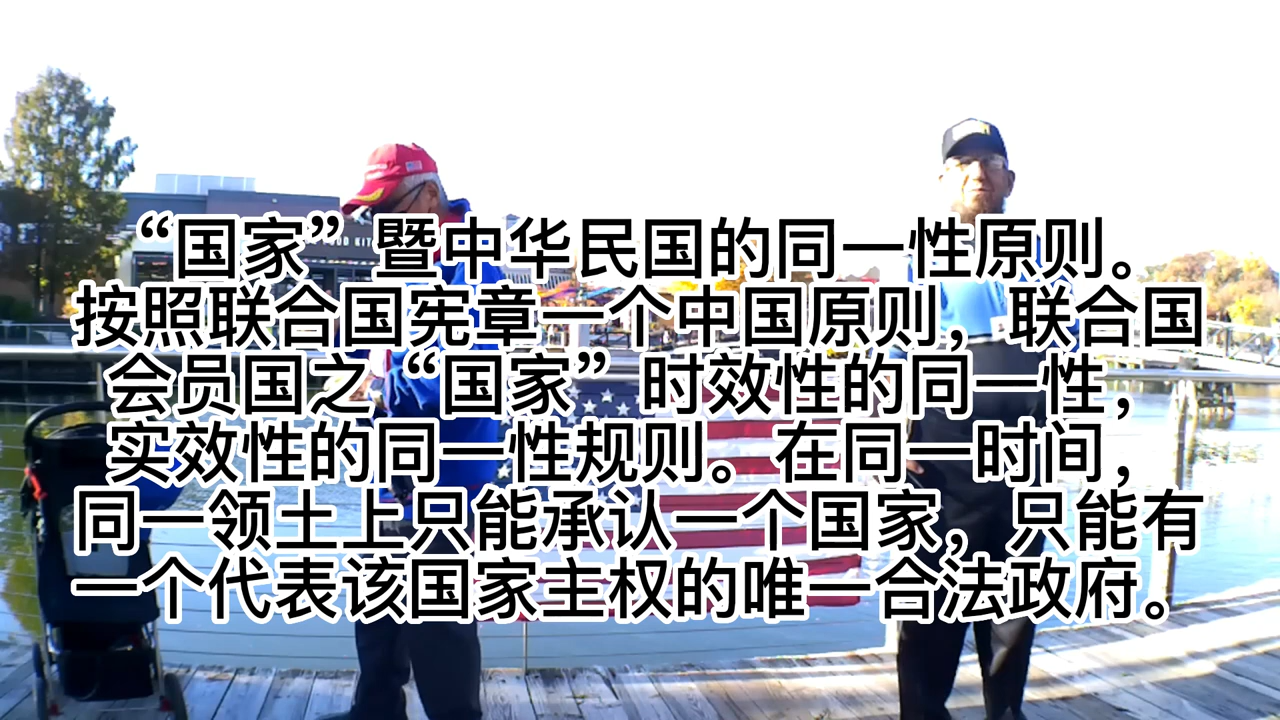 “国家”暨中华民国的同一性原则。
按照联合国宪章一个中国原则，联合国
会员国之“国家”时效性的同一性，
实效性的同一性规则。在同一时间，
同一领土上只能承认一个国家，只能有
一个代表该国家主权的唯一合法政府。